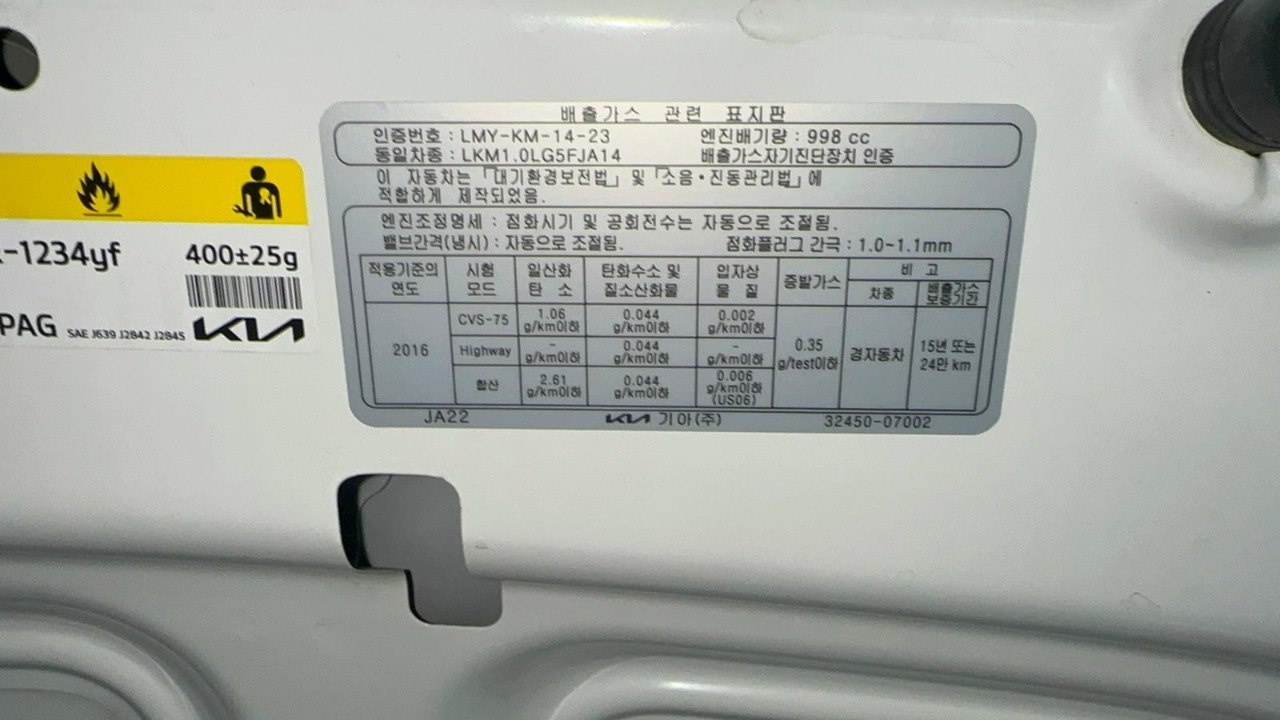 배출가스 관련 표지판
인증번호 : LMY-KM-14-23 엔진배기량 : 998 cc
동일차종 : LKM1.0LG5FJA14 배출가스자기진단장치 인증
이 자동차는 「대기환경보전법」 및 「소음·진동관리법」에
적합하게 제작되었음.
엔진조정명세 : 점화시기 및 공회전수는 자동으로 조절됨.
밸브간격(냉시) : 자동으로 조절됨. 점화플러그 간극 : 1.0~1.1mm
적용기준의 연도 시험 모드 일산화 탄소 탄화수소 및 질소산화물 입자상 물질 증발가스 비고
차종 배출가스 보증기간
2016 CVS-75 1.06 g/km이하 0.044 g/km이하 0.002 g/km이하 0.35 g/test이하 경자동차 15년 또는 24만 km
Highway - g/km이하 0.044 g/km이하 - g/km이하
합산 2.61 g/km이하 0.044 g/km이하 0.006 g/km이하 (US06)
JA22 KIA 기아(주) 32450-07002
-1234yf 400±25g
PAG SAE J639 J2842 J2845 KIA